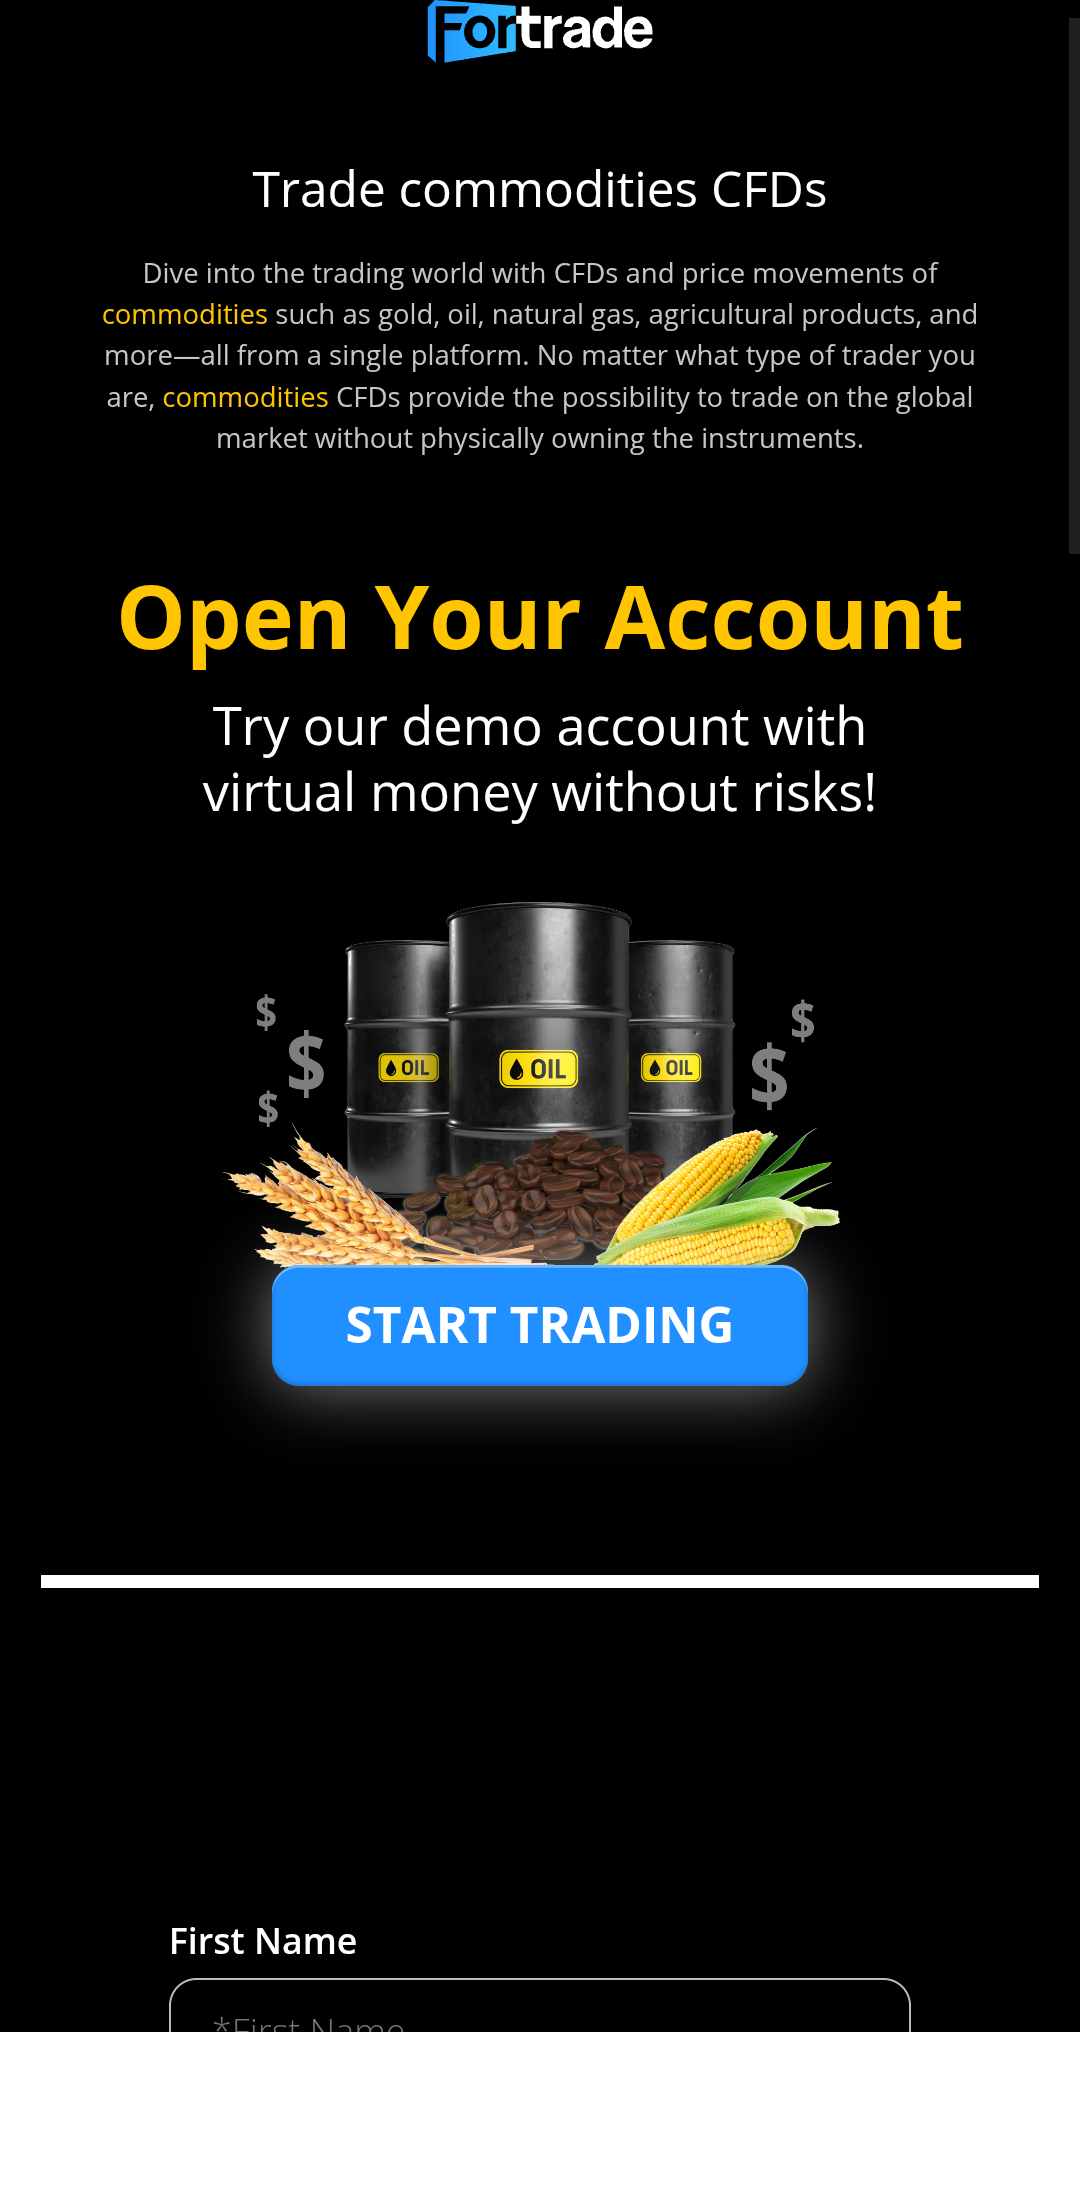 Fortrade
Trade commodities CFDs
Dive into the trading world with CFDs and price movements of
commodities such as gold, oil, natural gas, agricultural products, and
more—all from a single platform. No matter what type of trader you
are, commodities CFDs provide the possibility to trade on the global
market without physically owning the instruments.
Open Your Account
Try our demo account with
virtual money without risks!
$ $ $ $ $
OIL OIL OIL
START TRADING
First Name
*First Name